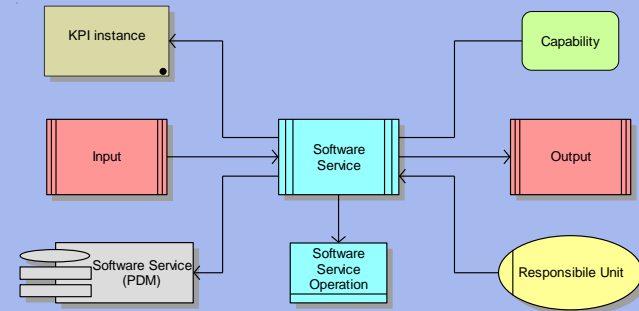 KPI instance
Capability
Input
Software
Service
Output
Software Service
(PDM)
Software
Service
Operation
Responsibile Unit